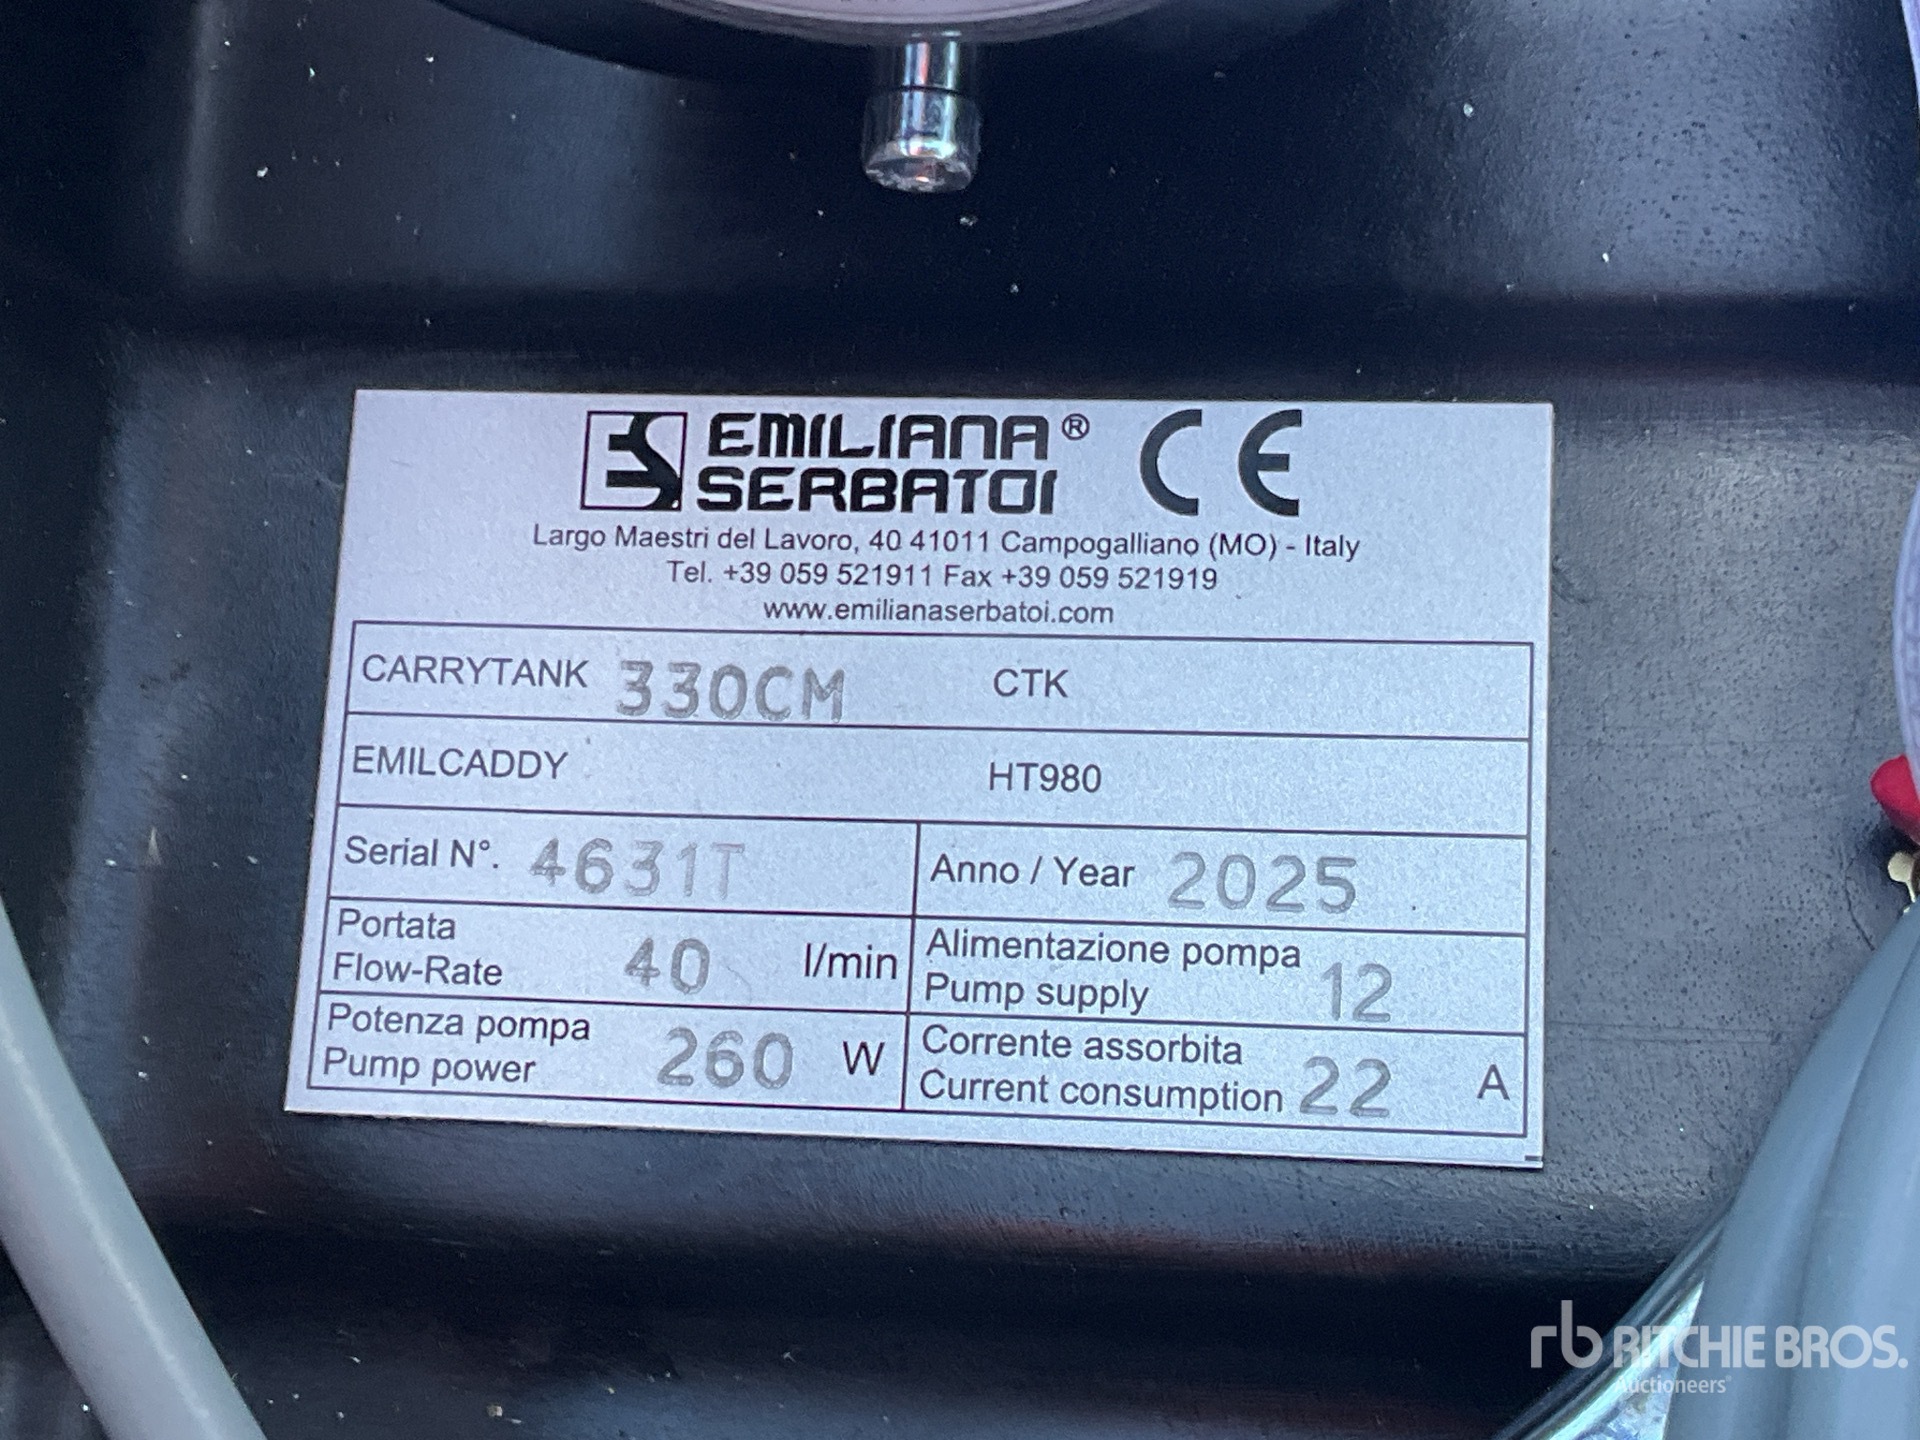 EMILIANA® CE
SERBATOI
Largo Maestri del Lavoro, 40 41011 Campogalliano (MO) - Italy
Tel. +39 059 521911 Fax +39 059 521919
www.emilianaserbatoi.com
CARRYTANK 330CM CTK
EMILCADDY HT980
Serial N°. 4631T Anno / Year 2025
Portata
Flow-Rate 40 l/min
Alimentazione pompa
Pump supply 12
Potenza pompa
Pump power 260 W
Corrente assorbita
Current consumption 22 A
rb RITCHIE BROS.
Auctioneers